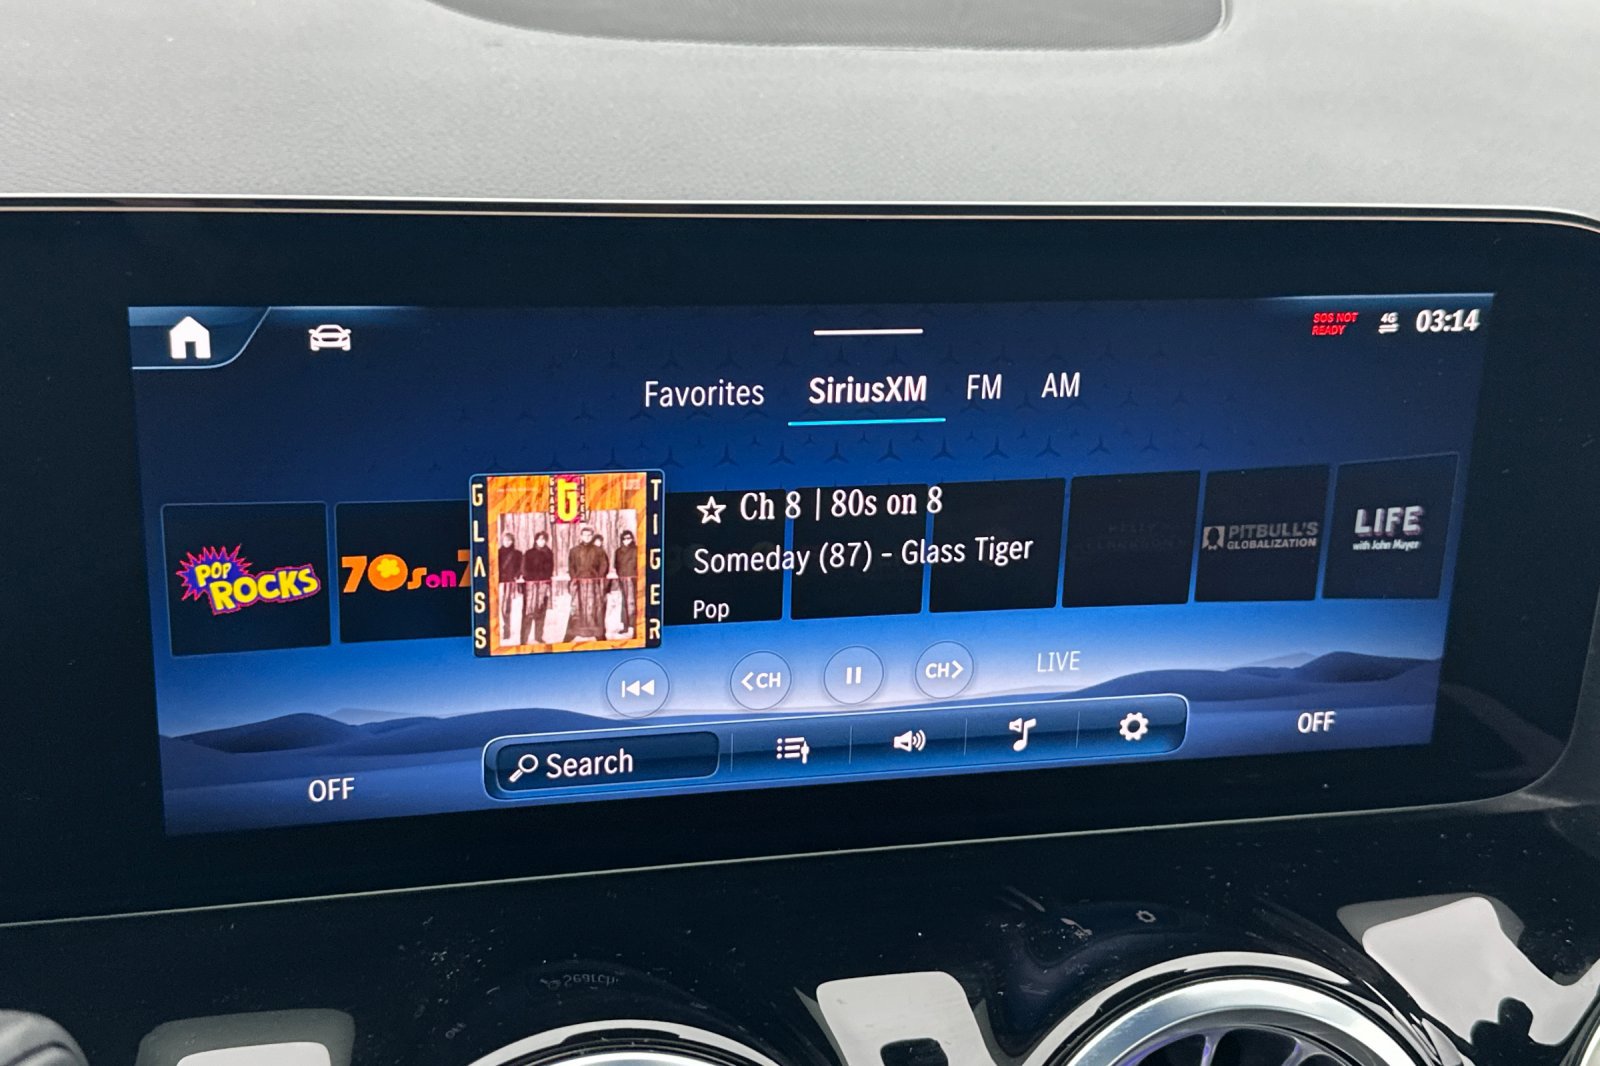 SOS NOT
READY
4G
03:14
Favorites SiriusXM FM AM
POP
ROCKS
70s on 7
GLASS
TIGER
Ch 8 | 80s on 8
Someday (87) - Glass Tiger
Pop
PITBULL'S
GLOBALIZATION
LIFE
with John Mayer
<CH
CH>
LIVE
OFF
Search
OFF